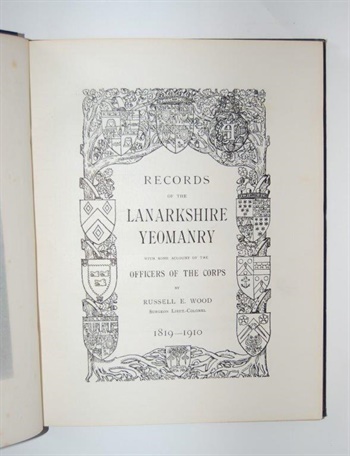 RECORDS
OF THE
LANARKSHIRE
YEOMANRY
WITH SOME ACCOUNT OF THE
OFFICERS OF THE CORPS
BY
RUSSELL E. WOOD
HONORARY LIEUT.-COLONEL
1819—1910